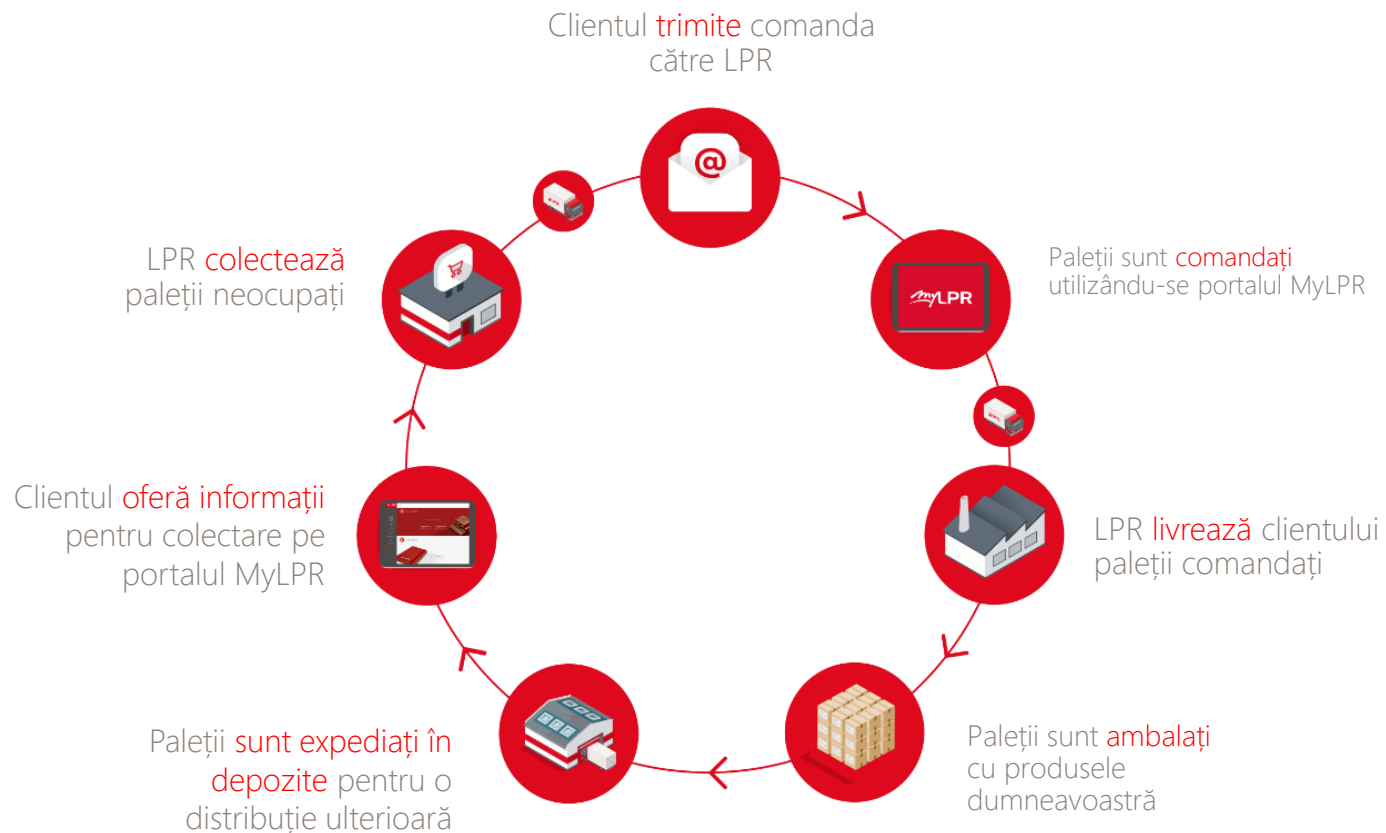 Clientul trimite comanda
către LPR
@
myLPR
Paleții sunt comandați
utilizându-se portalul MyLPR
LPR livrează clientului
paleții comandați
Paleții sunt ambalați
cu produsele
dumneavoastră
Paleții sunt expediați în
depozite pentru o
distribuție ulterioară
Clientul oferă informații
pentru colectare pe
portalul MyLPR
LPR colectează
paleții neocupați